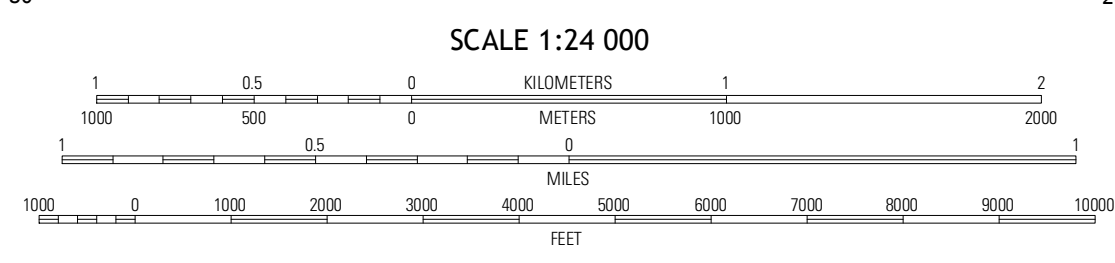 SCALE 1:24 000
1 0.5 0 KILOMETERS 1 2
1000 500 0 METERS 1000 2000
1 0.5 0 1
MILES
1000 0 1000 2000 3000 4000 5000 6000 7000 8000 9000 10000
FEET